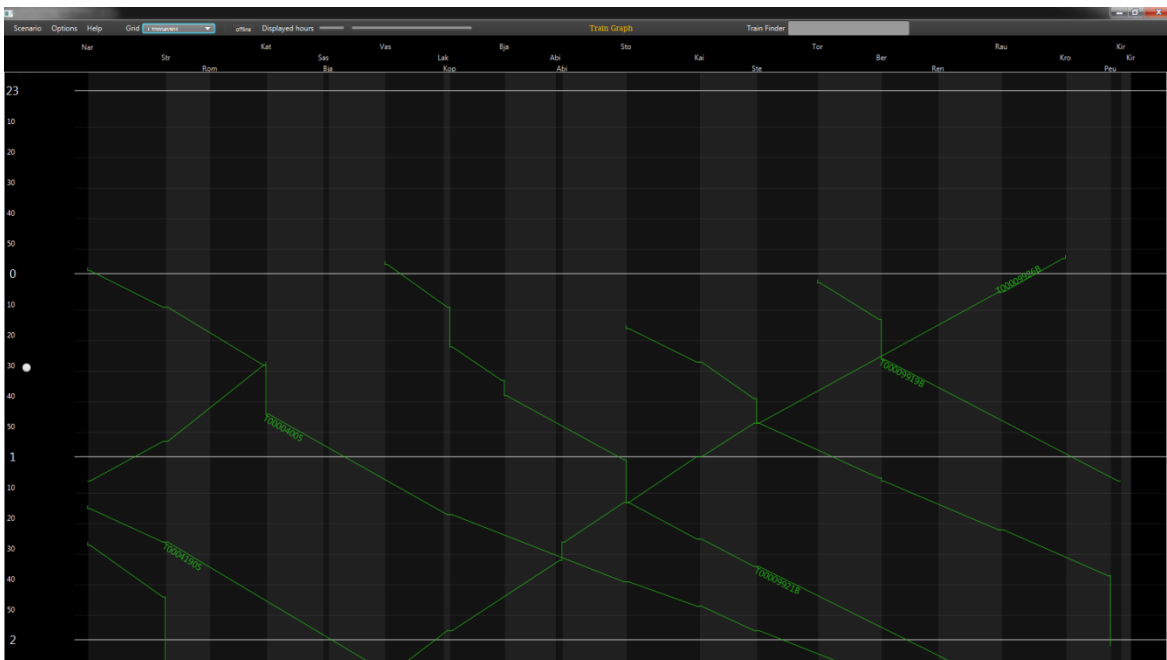 Scenario Options Help Grid offline Displayed hours Train Graph Train Finder
Nar Kat Vas Bja Sto Tor Rau Kir
Str Sas Lak Abi Kai Ber Kro Kir
Rom Bja Kop Abi Ste Ren Peu
23
10
20
30
40
50
0
T00009926B
10
20
30
T00009919B
40
T00004005
50
1
10
20
30
T00041905
40
T00009921B
50
2